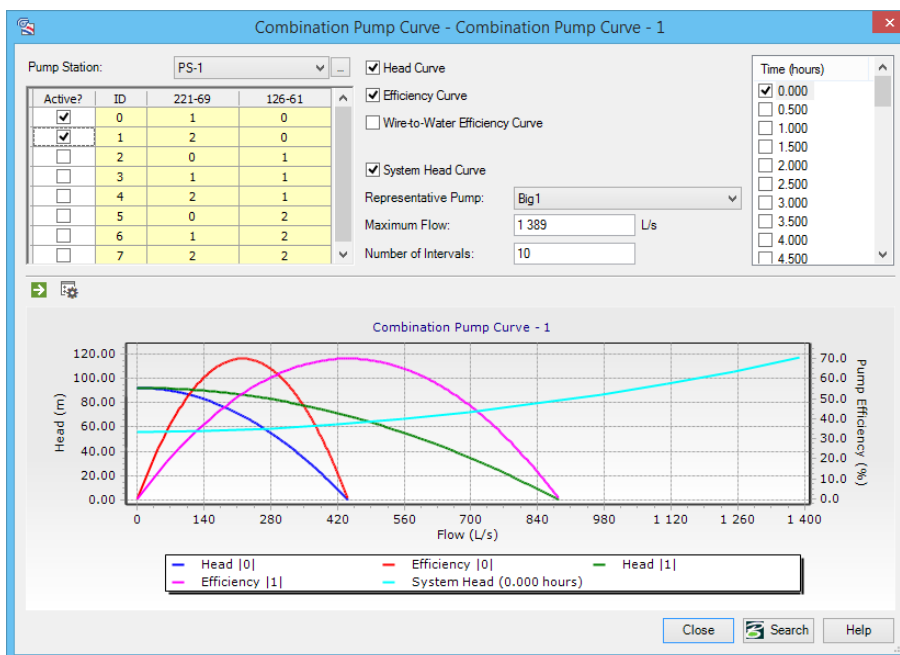 Combination Pump Curve - Combination Pump Curve - 1
Pump Station: PS-1 ...
Active? ID 221-69 126-61
0 1 0
1 2 0
2 0 1
3 1 1
4 2 1
5 0 2
6 1 2
7 2 2
Head Curve
Efficiency Curve
Wire-to-Water Efficiency Curve
System Head Curve
Representative Pump: Big1
Maximum Flow: 1 389 L/s
Number of Intervals: 10
Time (hours)
0.000
0.500
1.000
1.500
2.000
2.500
3.000
3.500
4.000
4.500
Combination Pump Curve - 1
Head (m)
120.00
100.00
80.00
60.00
40.00
20.00
0.00
70.0
60.0
50.0
40.0
30.0
20.0
10.0
0.0
Pump Efficiency (%)
0 140 280 420 560 700 840 980 1 120 1 260 1 400
Flow (L/s)
Head |0| Efficiency |0| Head |1|
Efficiency |1| System Head (0.000 hours)
Close Search Help